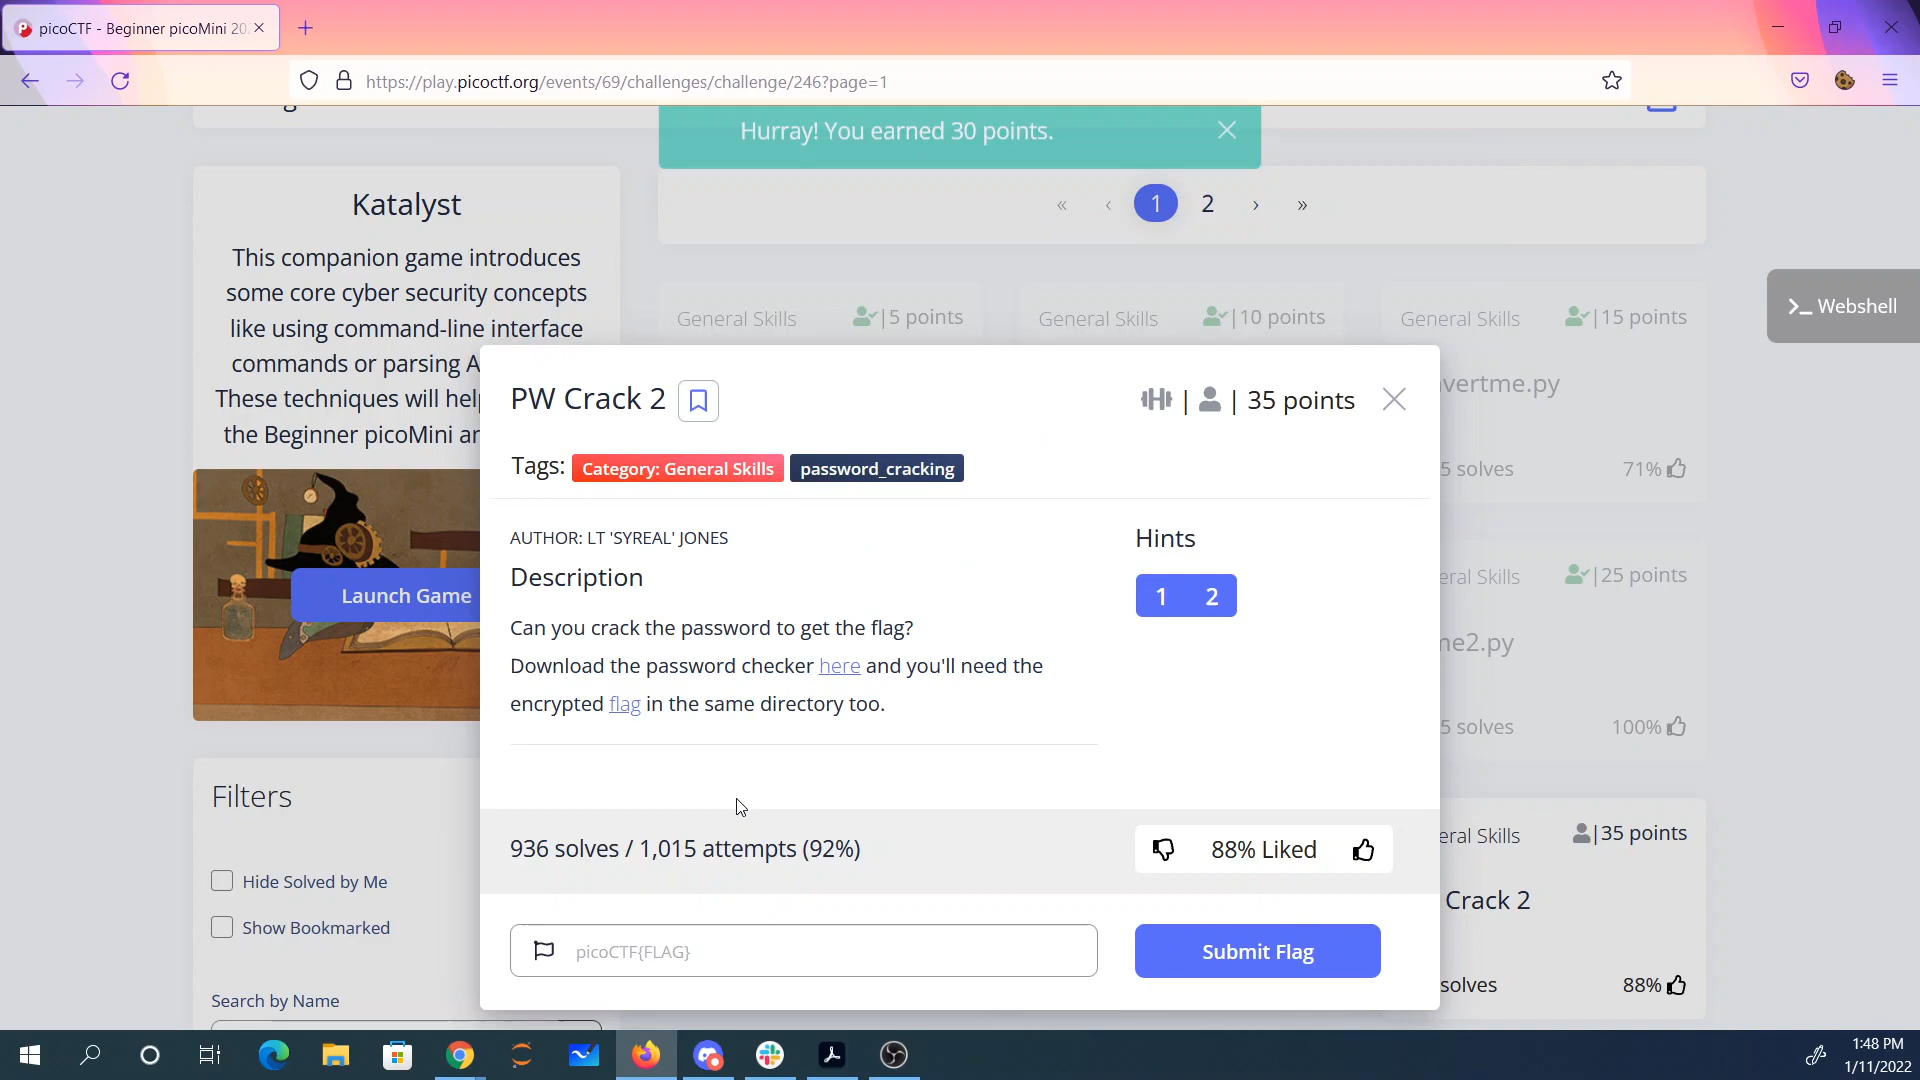 picoCTF - Beginner picoMini 20
https://play.picoctf.org/events/69/challenges/challenge/246?page=1
Hurray! You earned 30 points.
« ‹ 1 2 › »
Katalyst
This companion game introduces
some core cyber security concepts
like using command-line interface
commands or parsing A
These techniques will hel
the Beginner picoMini ar
Launch Game
Filters
Hide Solved by Me
Show Bookmarked
Search by Name
General Skills | 5 points
General Skills | 10 points
General Skills | 15 points
vertme.py
5 solves 71%
eral Skills | 25 points
ne2.py
5 solves 100%
eral Skills | 35 points
Crack 2
solves 88%
>_ Webshell
PW Crack 2
| | 35 points
Tags: Category: General Skills password_cracking
AUTHOR: LT 'SYREAL' JONES
Description
Can you crack the password to get the flag?
Download the password checker here and you'll need the
encrypted flag in the same directory too.
Hints
1 2
936 solves / 1,015 attempts (92%)
88% Liked
picoCTF{FLAG}
Submit Flag
1:48 PM
1/11/2022